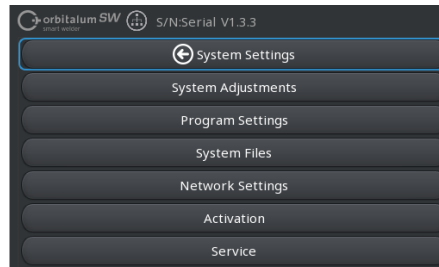 orbitalum SW S/N:Serial V1.3.3
smart welder
System Settings
System Adjustments
Program Settings
System Files
Network Settings
Activation
Service